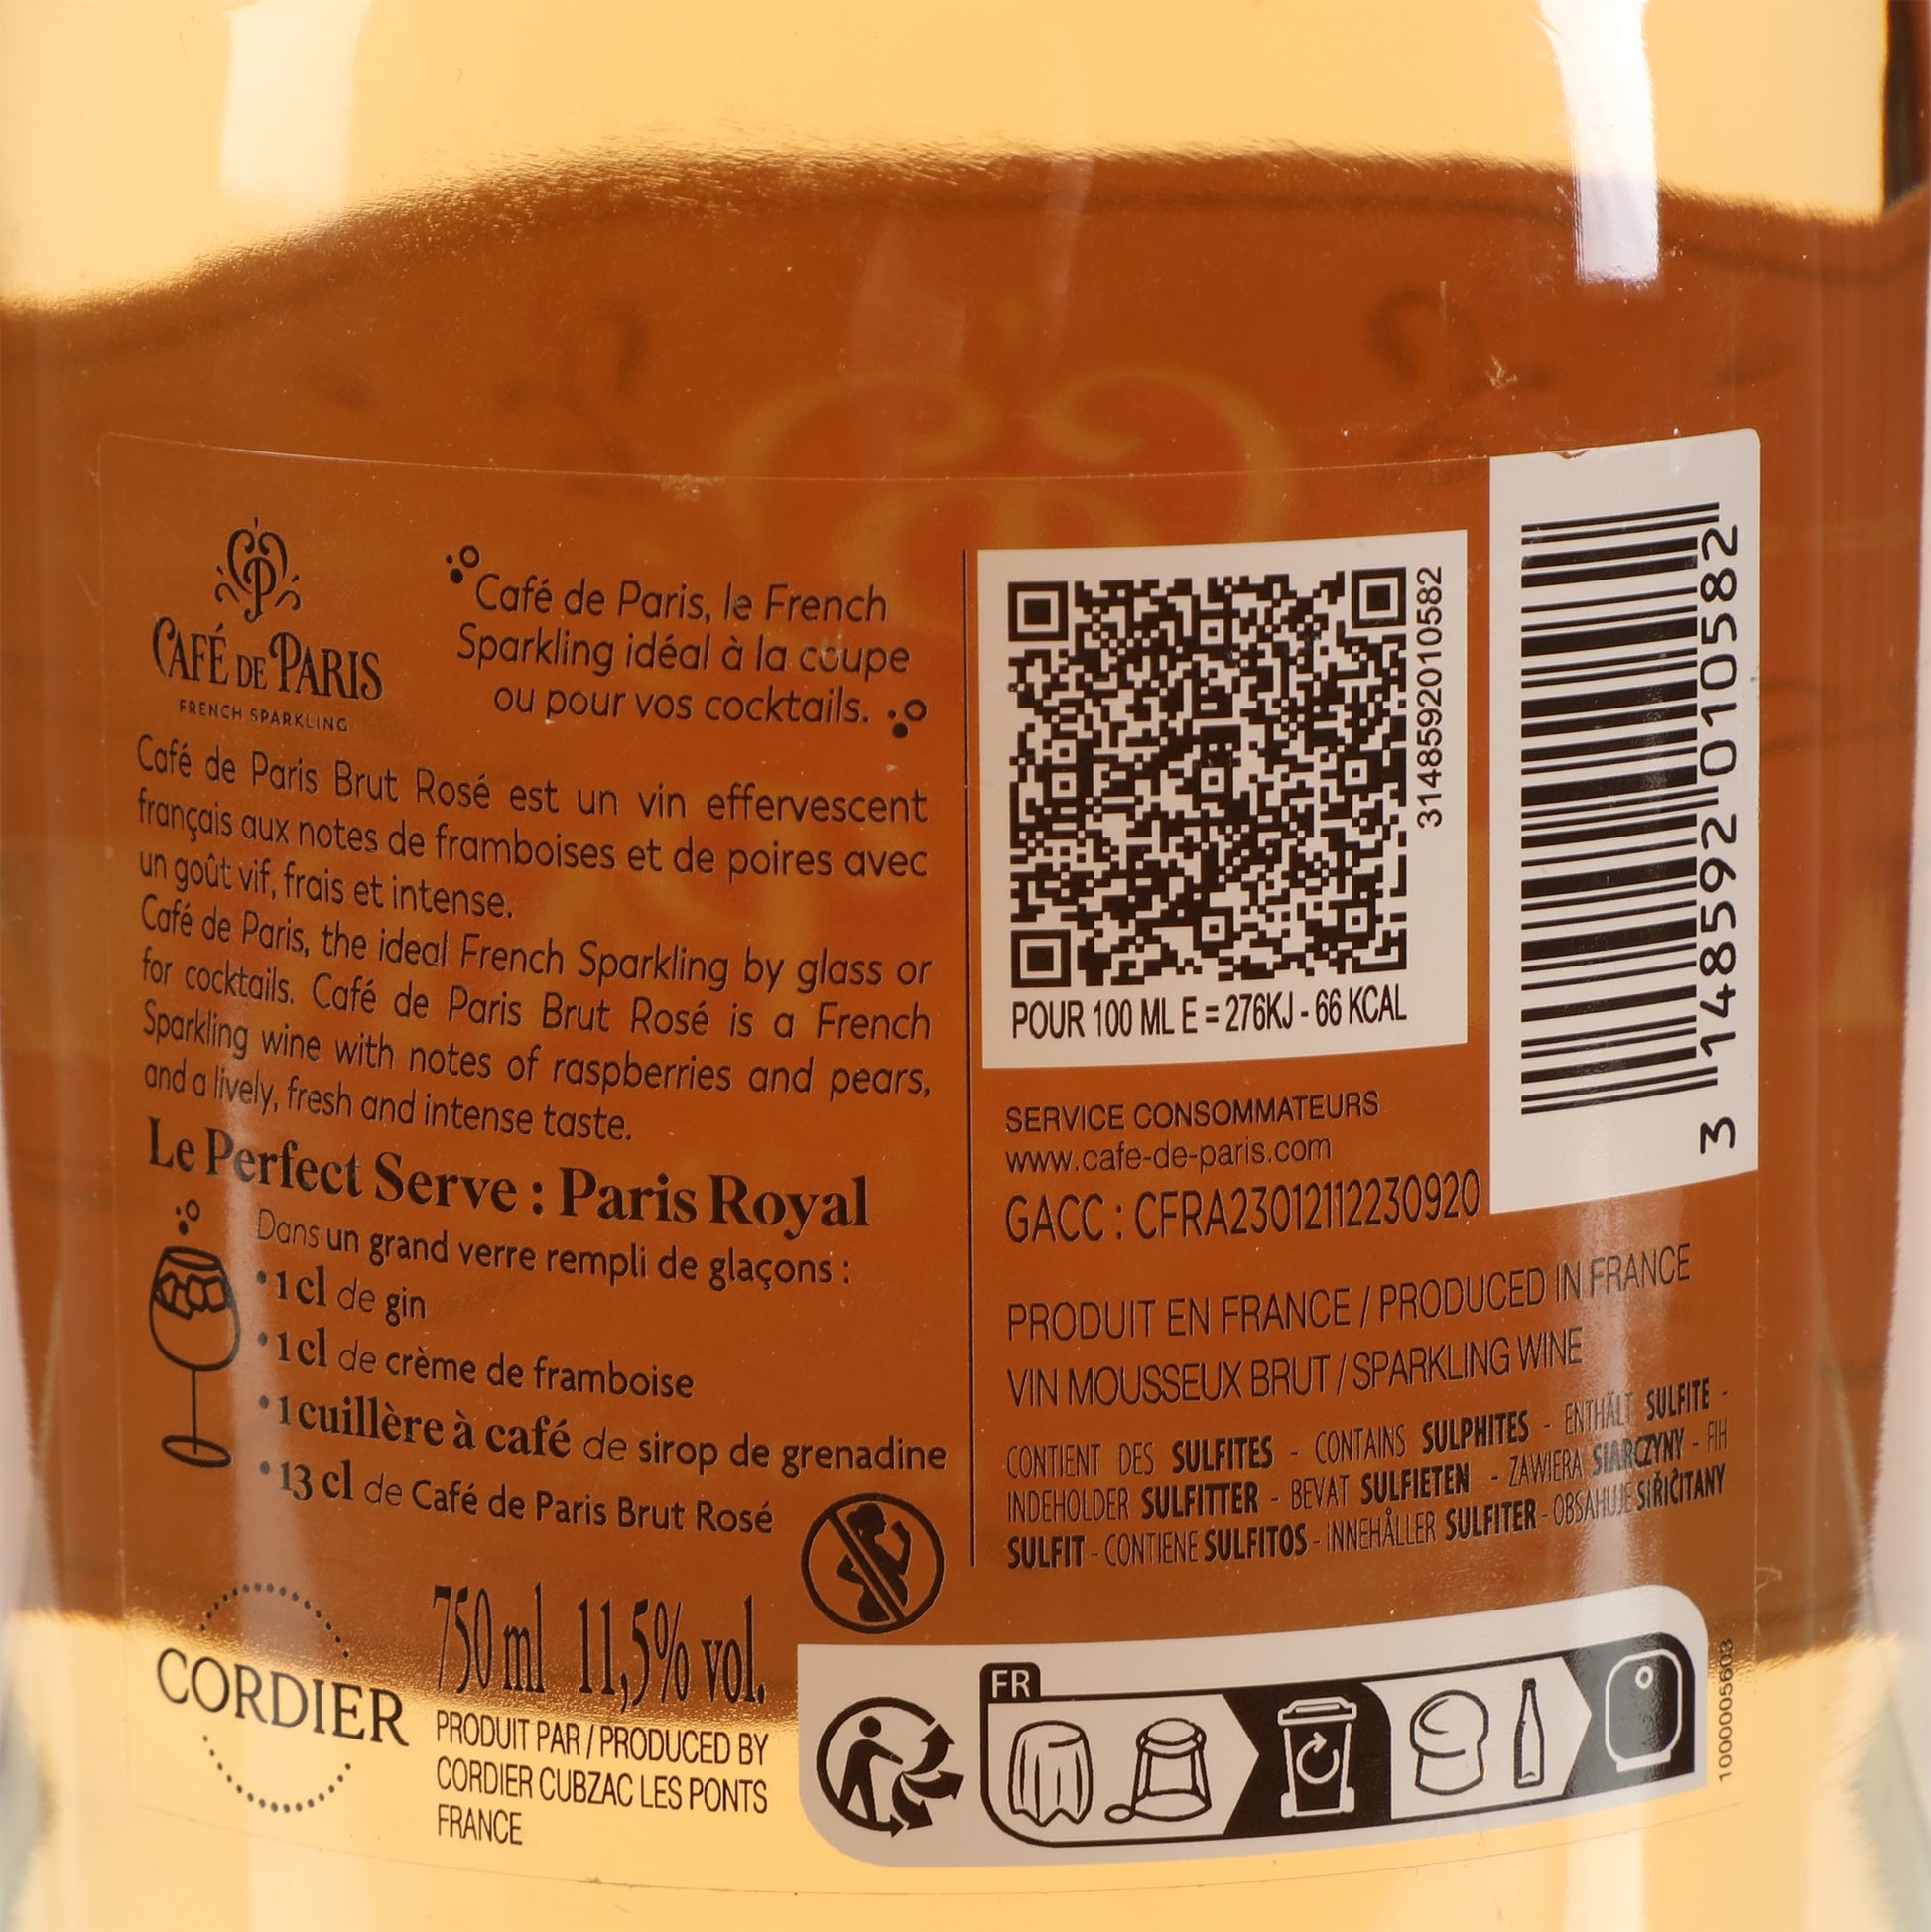 CAFÉ DE PARIS
FRENCH SPARKLING
Café de Paris, le French
Sparkling idéal à la coupe
ou pour vos cocktails.
Café de Paris Brut Rosé est un vin effervescent
français aux notes de framboises et de poires avec
un goût vif, frais et intense.
Café de Paris, the ideal French Sparkling by glass or
for cocktails. Café de Paris Brut Rosé is a French
Sparkling wine with notes of raspberries and pears,
and a lively, fresh and intense taste.
Le Perfect Serve : Paris Royal
Dans un grand verre rempli de glaçons :
• 1 cl de gin
• 1 cl de crème de framboise
• 1 cuillère à café de sirop de grenadine
• 13 cl de Café de Paris Brut Rosé
CORDIER
750 ml 11,5% vol.
PRODUIT PAR / PRODUCED BY
CORDIER CUBZAC LES PONTS
FRANCE
3148592010582
POUR 100 ML E = 276KJ - 66 KCAL
3 148592 010582
SERVICE CONSOMMATEURS
www.cafe-de-paris.com
GACC : CFRA23012112230920
PRODUIT EN FRANCE / PRODUCED IN FRANCE
VIN MOUSSEUX BRUT / SPARKLING WINE
CONTIENT DES SULFITES - CONTAINS SULPHITES - ENTHÄLT SULFITE -
INDEHOLDER SULFITTER - BEVAT SULFIETEN - ZAWIERA SIARCZYNY - FIH
SULFIT - CONTIENE SULFITOS - INNEHÅLLER SULFITER - OBSAHUJE SIŘIČITANY
FR
1000005603